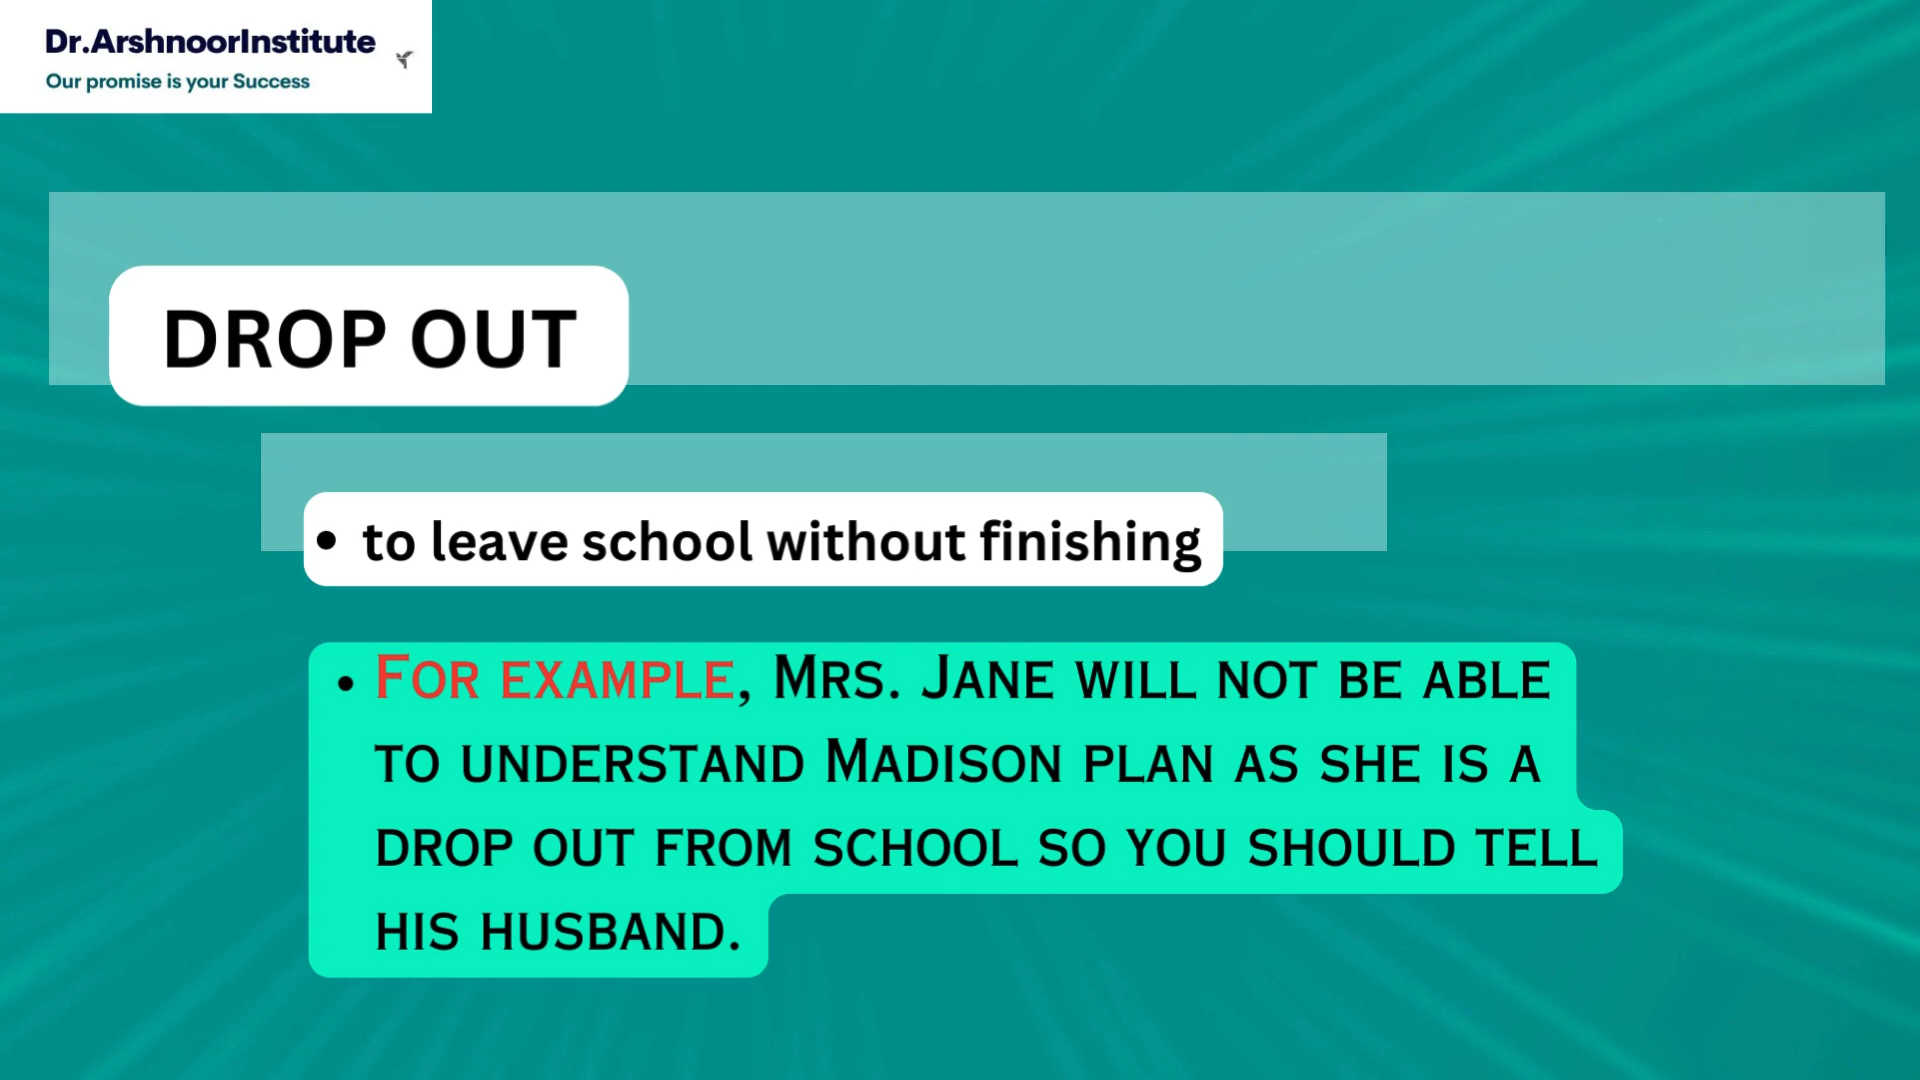 Dr.ArshnoorInstitute
Our promise is your Success
DROP OUT
• to leave school without finishing
• For example, Mrs. Jane will not be able
to understand Madison plan as she is a
drop out from school so you should tell
his husband.